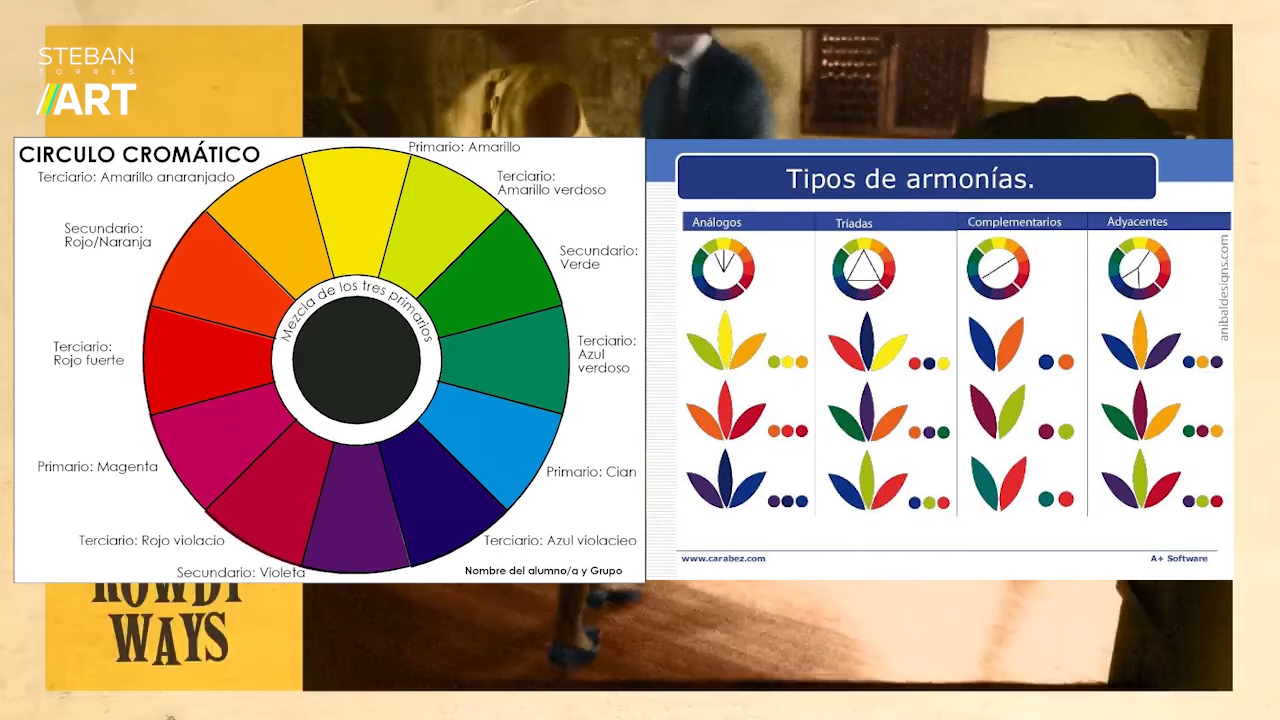 STEBAN
TORRES
//ART
CIRCULO CROMÁTICO
Primario: Amarillo
Terciario: Amarillo anaranjado
Terciario:
Amarillo verdoso
Secundario:
Rojo/Naranja
Secundario:
Verde
Mezcla de los tres primarios
Terciario:
Rojo fuerte
Terciario:
Azul
verdoso
Primario: Magenta
Primario: Cian
Terciario: Rojo violacio
Terciario: Azul violacieo
Secundario: Violeta
Nombre del alumno/a y Grupo
Tipos de armonías.
Análogos
Tríadas
Complementarios
Adyacentes
anibaldesigns.com
www.carabez.com
A+ Software
ROWDY
WAYS